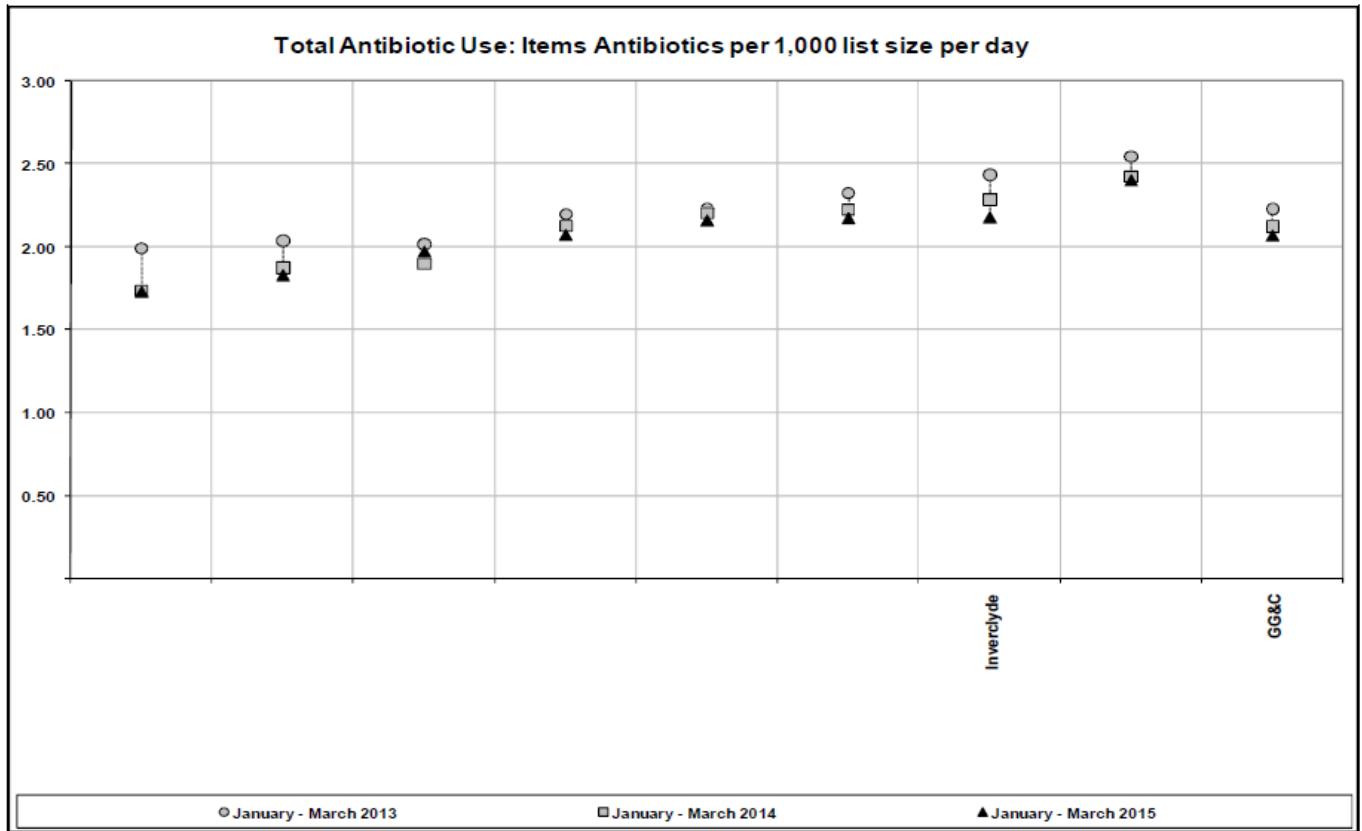 Total Antibiotic Use: Items Antibiotics per 1,000 list size per day
3.00
2.50
2.00
1.50
1.00
0.50
Inverclyde
GG&C
January - March 2013
January - March 2014
January - March 2015